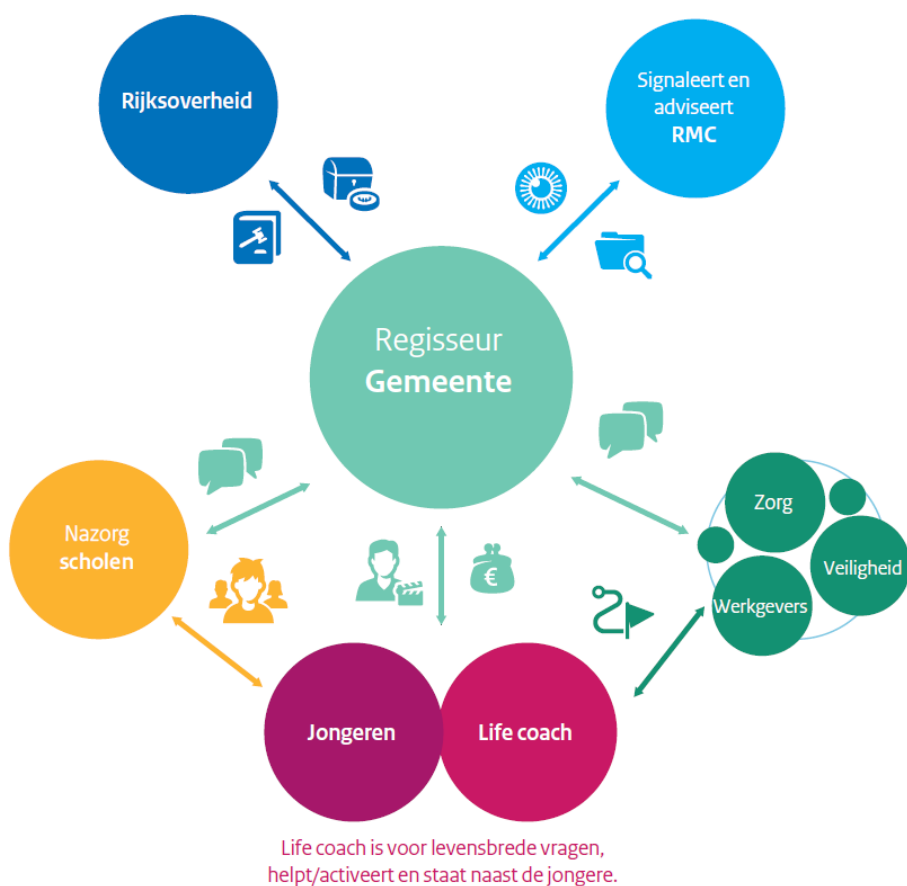 Rijksoverheid
Signaleert en
adviseert
RMC
Regisseur
Gemeente
Nazorg
scholen
Zorg
Veiligheid
Werkgevers
€
Jongeren
Life coach
Life coach is voor levensbrede vragen,
helpt/activeert en staat naast de jongere.